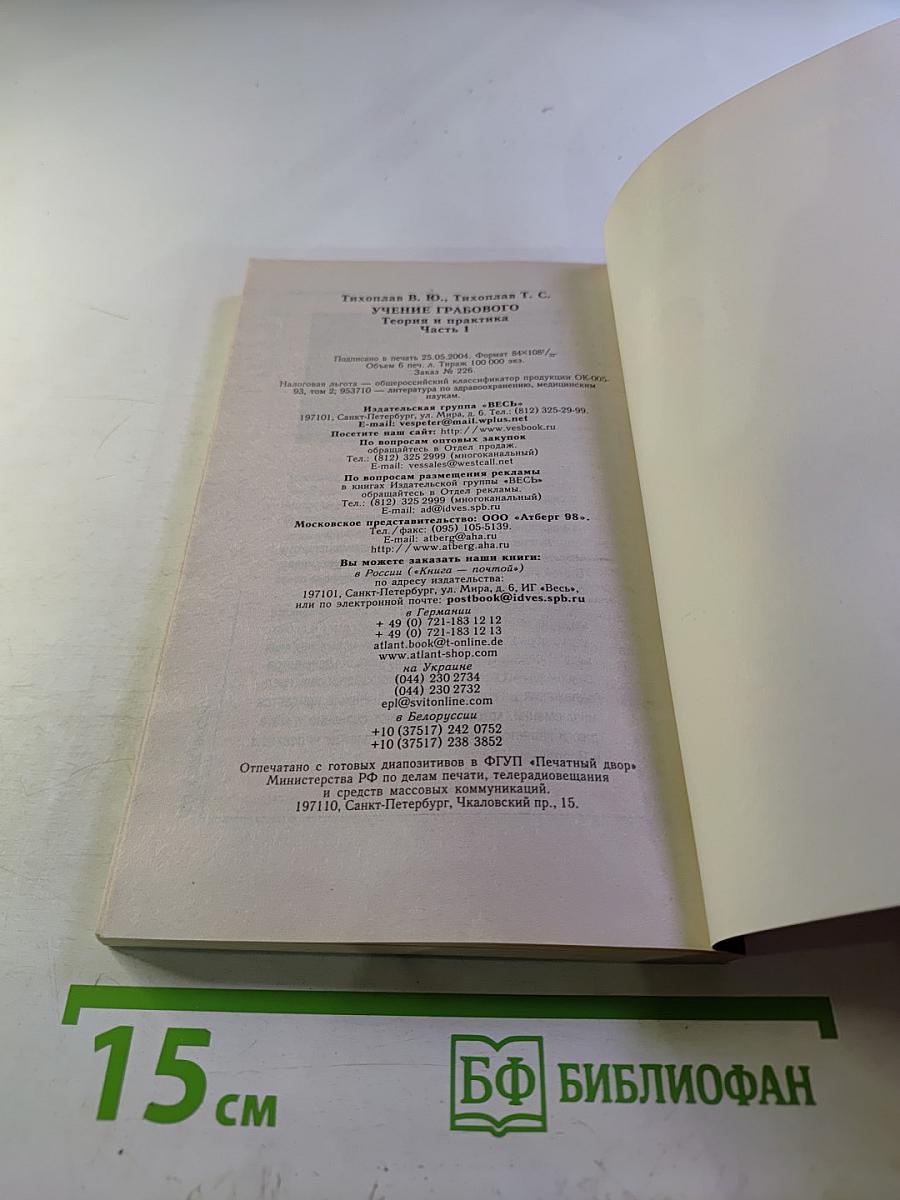 Тихоплав В. Ю., Тихоплав Т. С.
УЧЕНИЕ ГРАБОВОГО
Теория и практика
Часть 1
Подписано в печать 25.05.2004. Формат 84×108¹/₃₂.
Объем 6 печ. л. Тираж 100 000 экз.
Заказ № 226.
Налоговая льгота — общероссийский классификатор продукции ОК-005-
93, том 2; 953710 — литература по здравоохранению, медицинским
наукам.
Издательская группа «ВЕСЬ»
197101, Санкт-Петербург, ул. Мира, д. 6. Тел.: (812) 325-29-99.
E-mail: vespeter@mail.wplus.net
Посетите наш сайт: http://www.vesbook.ru
По вопросам оптовых закупок
обращайтесь в Отдел продаж.
Тел.: (812) 325 2999 (многоканальный)
E-mail: vessales@westcall.net
По вопросам размещения рекламы
в книгах Издательской группы «ВЕСЬ»
обращайтесь в Отдел рекламы.
Тел.: (812) 325 2999 (многоканальный)
E-mail: ad@idves.spb.ru
Московское представительство: ООО «Атберг 98».
Тел./факс: (095) 105-5139.
E-mail: atberg@aha.ru
http://www.atberg.aha.ru
Вы можете заказать наши книги:
в России («Книга — почтой»)
по адресу издательства:
197101, Санкт-Петербург, ул. Мира, д. 6, ИГ «Весь»,
или по электронной почте: postbook@idves.spb.ru
в Германии
+ 49 (0) 721-183 12 12
+ 49 (0) 721-183 12 13
atlant.book@t-online.de
www.atlant-shop.com
на Украине
(044) 230 2734
(044) 230 2732
epl@svitonline.com
в Белоруссии
+10 (37517) 242 0752
+10 (37517) 238 3852
Отпечатано с готовых диапозитивов в ФГУП «Печатный двор»
Министерства РФ по делам печати, телерадиовещания
и средств массовых коммуникаций.
197110, Санкт-Петербург, Чкаловский пр., 15.
15 см
БФ БИБЛИОФАН